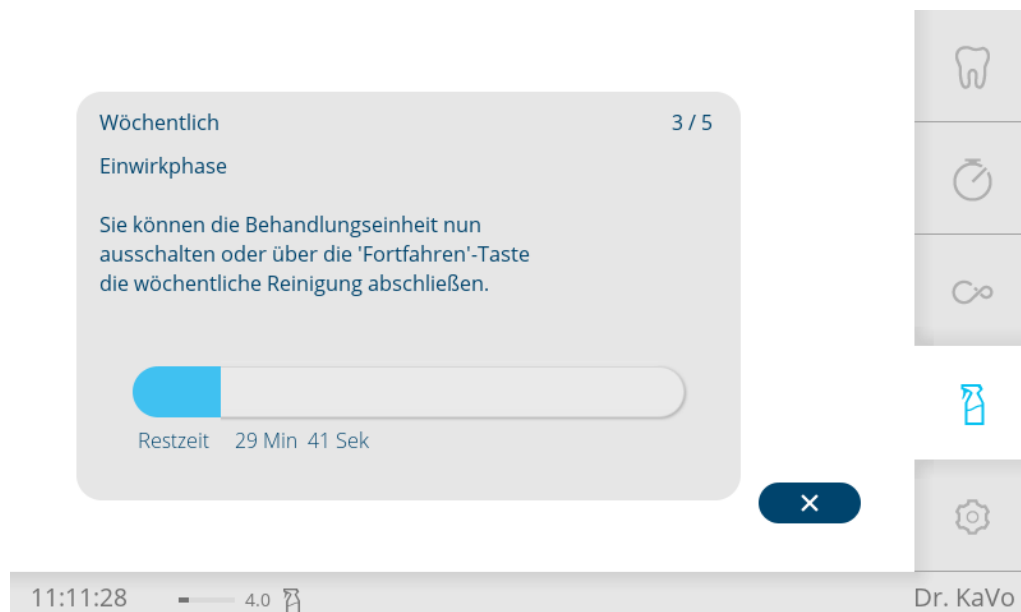 Wöchentlich 3 / 5
Einwirkphase
Sie können die Behandlungseinheit nun
ausschalten oder über die 'Fortfahren'-Taste
die wöchentliche Reinigung abschließen.
Restzeit 29 Min 41 Sek
11:11:28 4.0 Dr. KaVo